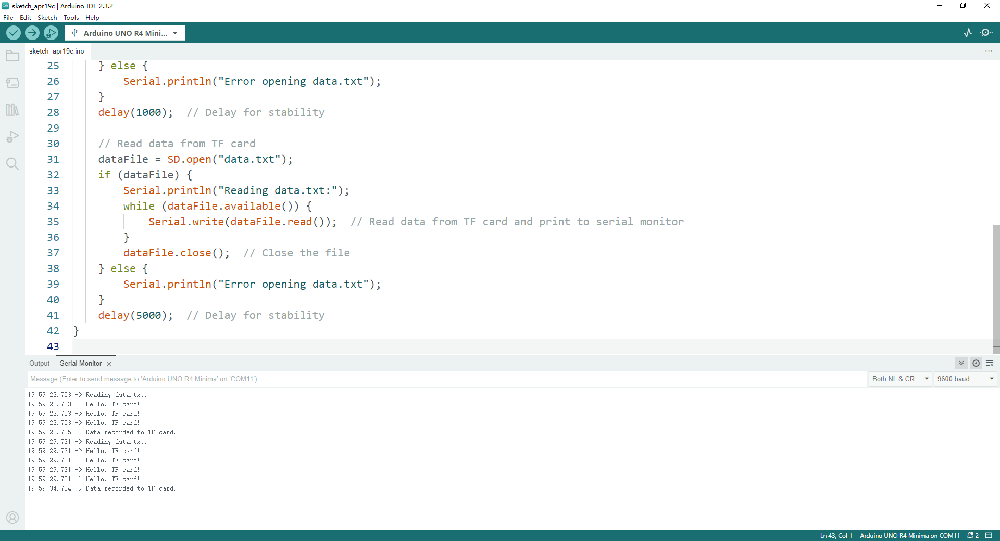 sketch_apr19c | Arduino IDE 2.3.2
File Edit Sketch Tools Help
Arduino UNO R4 Mini...
sketch_apr19c.ino
25 } else {
26 Serial.println("Error opening data.txt");
27 }
28 delay(1000);  // Delay for stability
29
30 // Read data from TF card
31 dataFile = SD.open("data.txt");
32 if (dataFile) {
33 Serial.println("Reading data.txt:");
34 while (dataFile.available()) {
35 Serial.write(dataFile.read());  // Read data from TF card and print to serial monitor
36 }
37 dataFile.close();  // Close the file
38 } else {
39 Serial.println("Error opening data.txt");
40 }
41 delay(5000);  // Delay for stability
42 }
43
Output Serial Monitor
Message (Enter to send message to 'Arduino UNO R4 Minima' on 'COM11') Both NL & CR 9600 baud
19:59:23.703 -> Reading data.txt:
19:59:23.703 -> Hello, TF card!
19:59:23.703 -> Hello, TF card!
19:59:23.703 -> Hello, TF card!
19:59:28.725 -> Data recorded to TF card.
19:59:29.731 -> Reading data.txt:
19:59:29.731 -> Hello, TF card!
19:59:29.731 -> Hello, TF card!
19:59:29.731 -> Hello, TF card!
19:59:29.731 -> Hello, TF card!
19:59:34.734 -> Data recorded to TF card.
Ln 43, Col 1 Arduino UNO R4 Minima on COM11 2